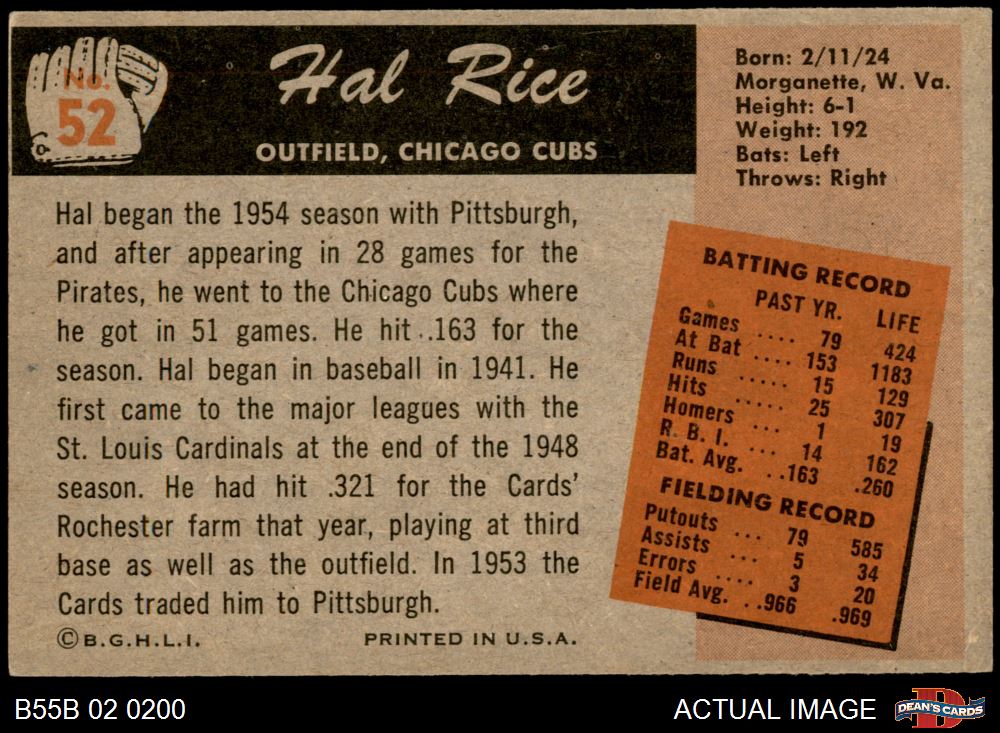 No.
52
Hal Rice
OUTFIELD, CHICAGO CUBS
Born: 2/11/24
Morganette, W. Va.
Height: 6-1
Weight: 192
Bats: Left
Throws: Right
Hal began the 1954 season with Pittsburgh,
and after appearing in 28 games for the
Pirates, he went to the Chicago Cubs where
he got in 51 games. He hit .163 for the
season. Hal began in baseball in 1941. He
first came to the major leagues with the
St. Louis Cardinals at the end of the 1948
season. He had hit .321 for the Cards'
Rochester farm that year, playing at third
base as well as the outfield. In 1953 the
Cards traded him to Pittsburgh.
©B.G.H.L.I. PRINTED IN U.S.A.
BATTING RECORD
PAST YR. LIFE
Games .... 79 424
At Bat .... 153 1183
Runs ..... 15 129
Hits ..... 25 307
Homers ... 1 19
R. B. I. ... 14 162
Bat. Avg. ..163 .260
FIELDING RECORD
Putouts ... 79 585
Assists ... 5 34
Errors .... 3 20
Field Avg. ..966 .969
B55B 02 0200
ACTUAL IMAGE
D
DEAN'S CARDS